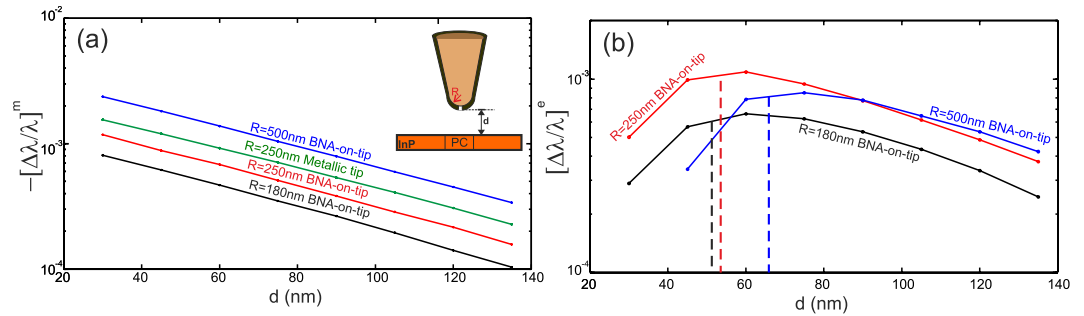 (a)
10⁻²
10⁻³
10⁻⁴
−[Δλ/λ]ᵐ
R
d
InP
PC
R=500nm BNA-on-tip
R=250nm Metallic tip
R=250nm BNA-on-tip
R=180nm BNA-on-tip
20 40 60 80 100 120 140
d (nm)
(b)
10⁻³
10⁻⁴
[Δλ/λ]ᵉ
R=250nm BNA-on-tip
R=500nm BNA-on-tip
R=180nm BNA-on-tip
20 40 60 80 100 120 140
d (nm)